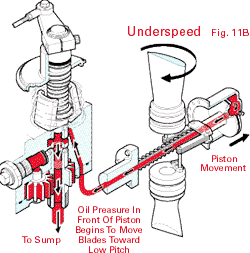 Underspeed Fig. 11B
Piston
Movement
Oil Pressure In
Front Of Piston
Begins To Move
Blades Toward
Low Pitch
To Sump